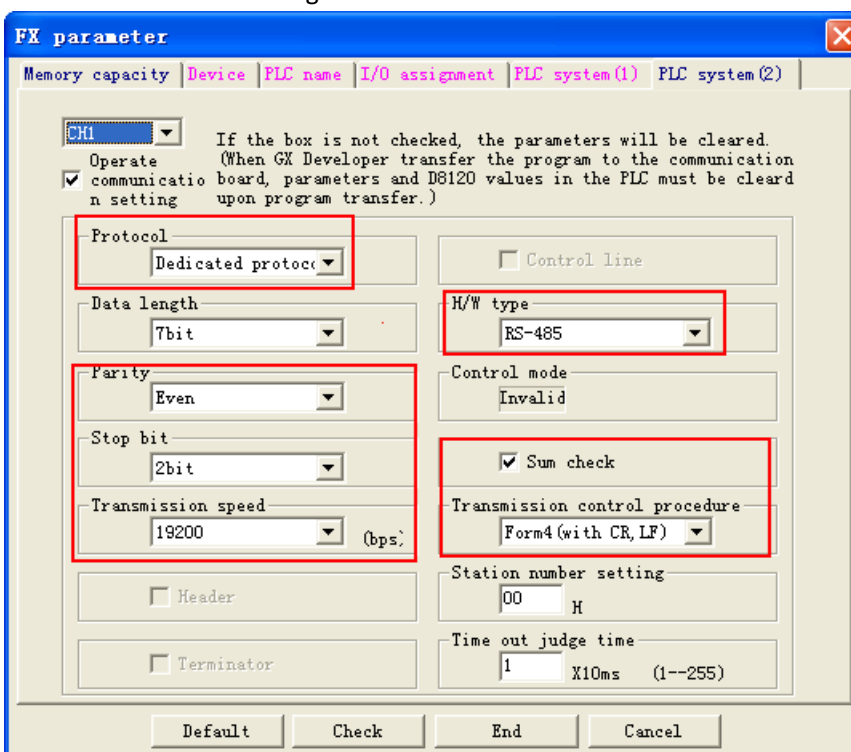 FX parameter
Memory capacity Device PLC name I/O assignment PLC system(1) PLC system(2)
CH1
If the box is not checked, the parameters will be cleared.
Operate (When GX Developer transfer the program to the communication
communicatio board, parameters and D8120 values in the PLC must be cleard
n setting upon program transfer.)
Protocol
Dedicated protoc
Control line
Data length
7bit
H/W type
RS-485
Parity
Even
Control mode
Invalid
Stop bit
2bit
Sum check
Transmission speed
19200 (bps)
Transmission control procedure
Form4(with CR,LF)
Header
Station number setting
00 H
Terminator
Time out judge time
1 X10ms (1--255)
Default Check End Cancel